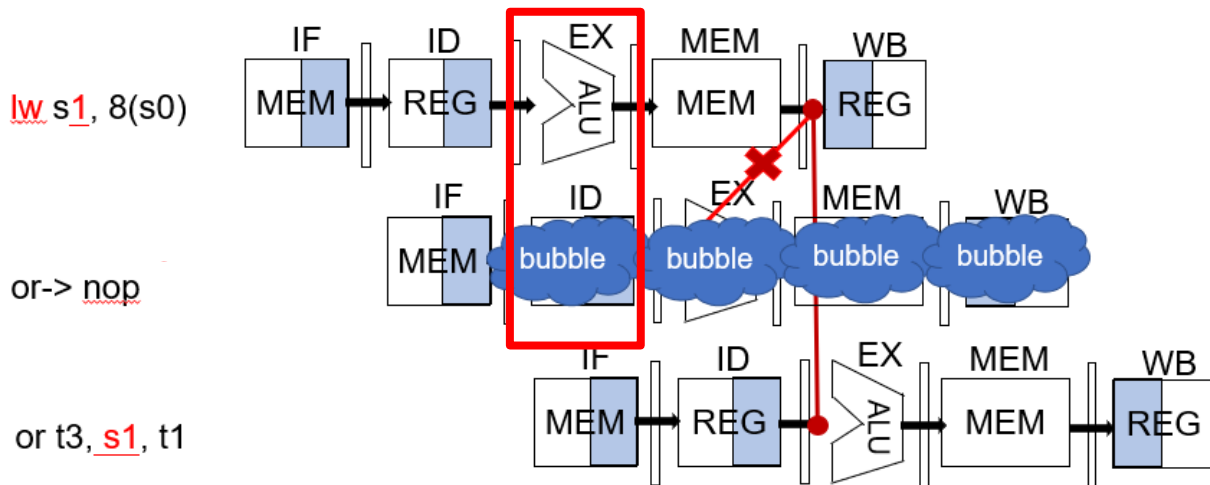 IF ID EX MEM WB
lw s1, 8(s0)
MEM REG ALU MEM REG
IF ID EX MEM WB
or-> nop
MEM bubble bubble bubble bubble
IF ID EX MEM WB
or t3, s1, t1
MEM REG ALU MEM REG